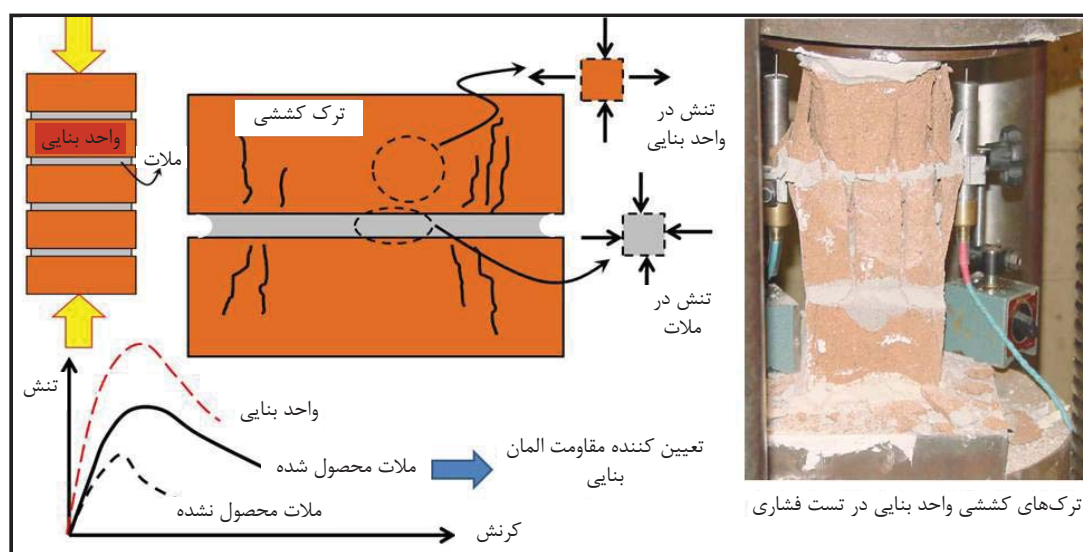 واحد بنایی
ملات
ترک کششی
تنش در
واحد بنایی
تنش در
ملات
تنش
واحد بنایی
ملات محصول شده
ملات محصول نشده
کرنش
تعیین کننده مقاومت المان
بنایی
ترک‌های کششی واحد بنایی در تست فشاری